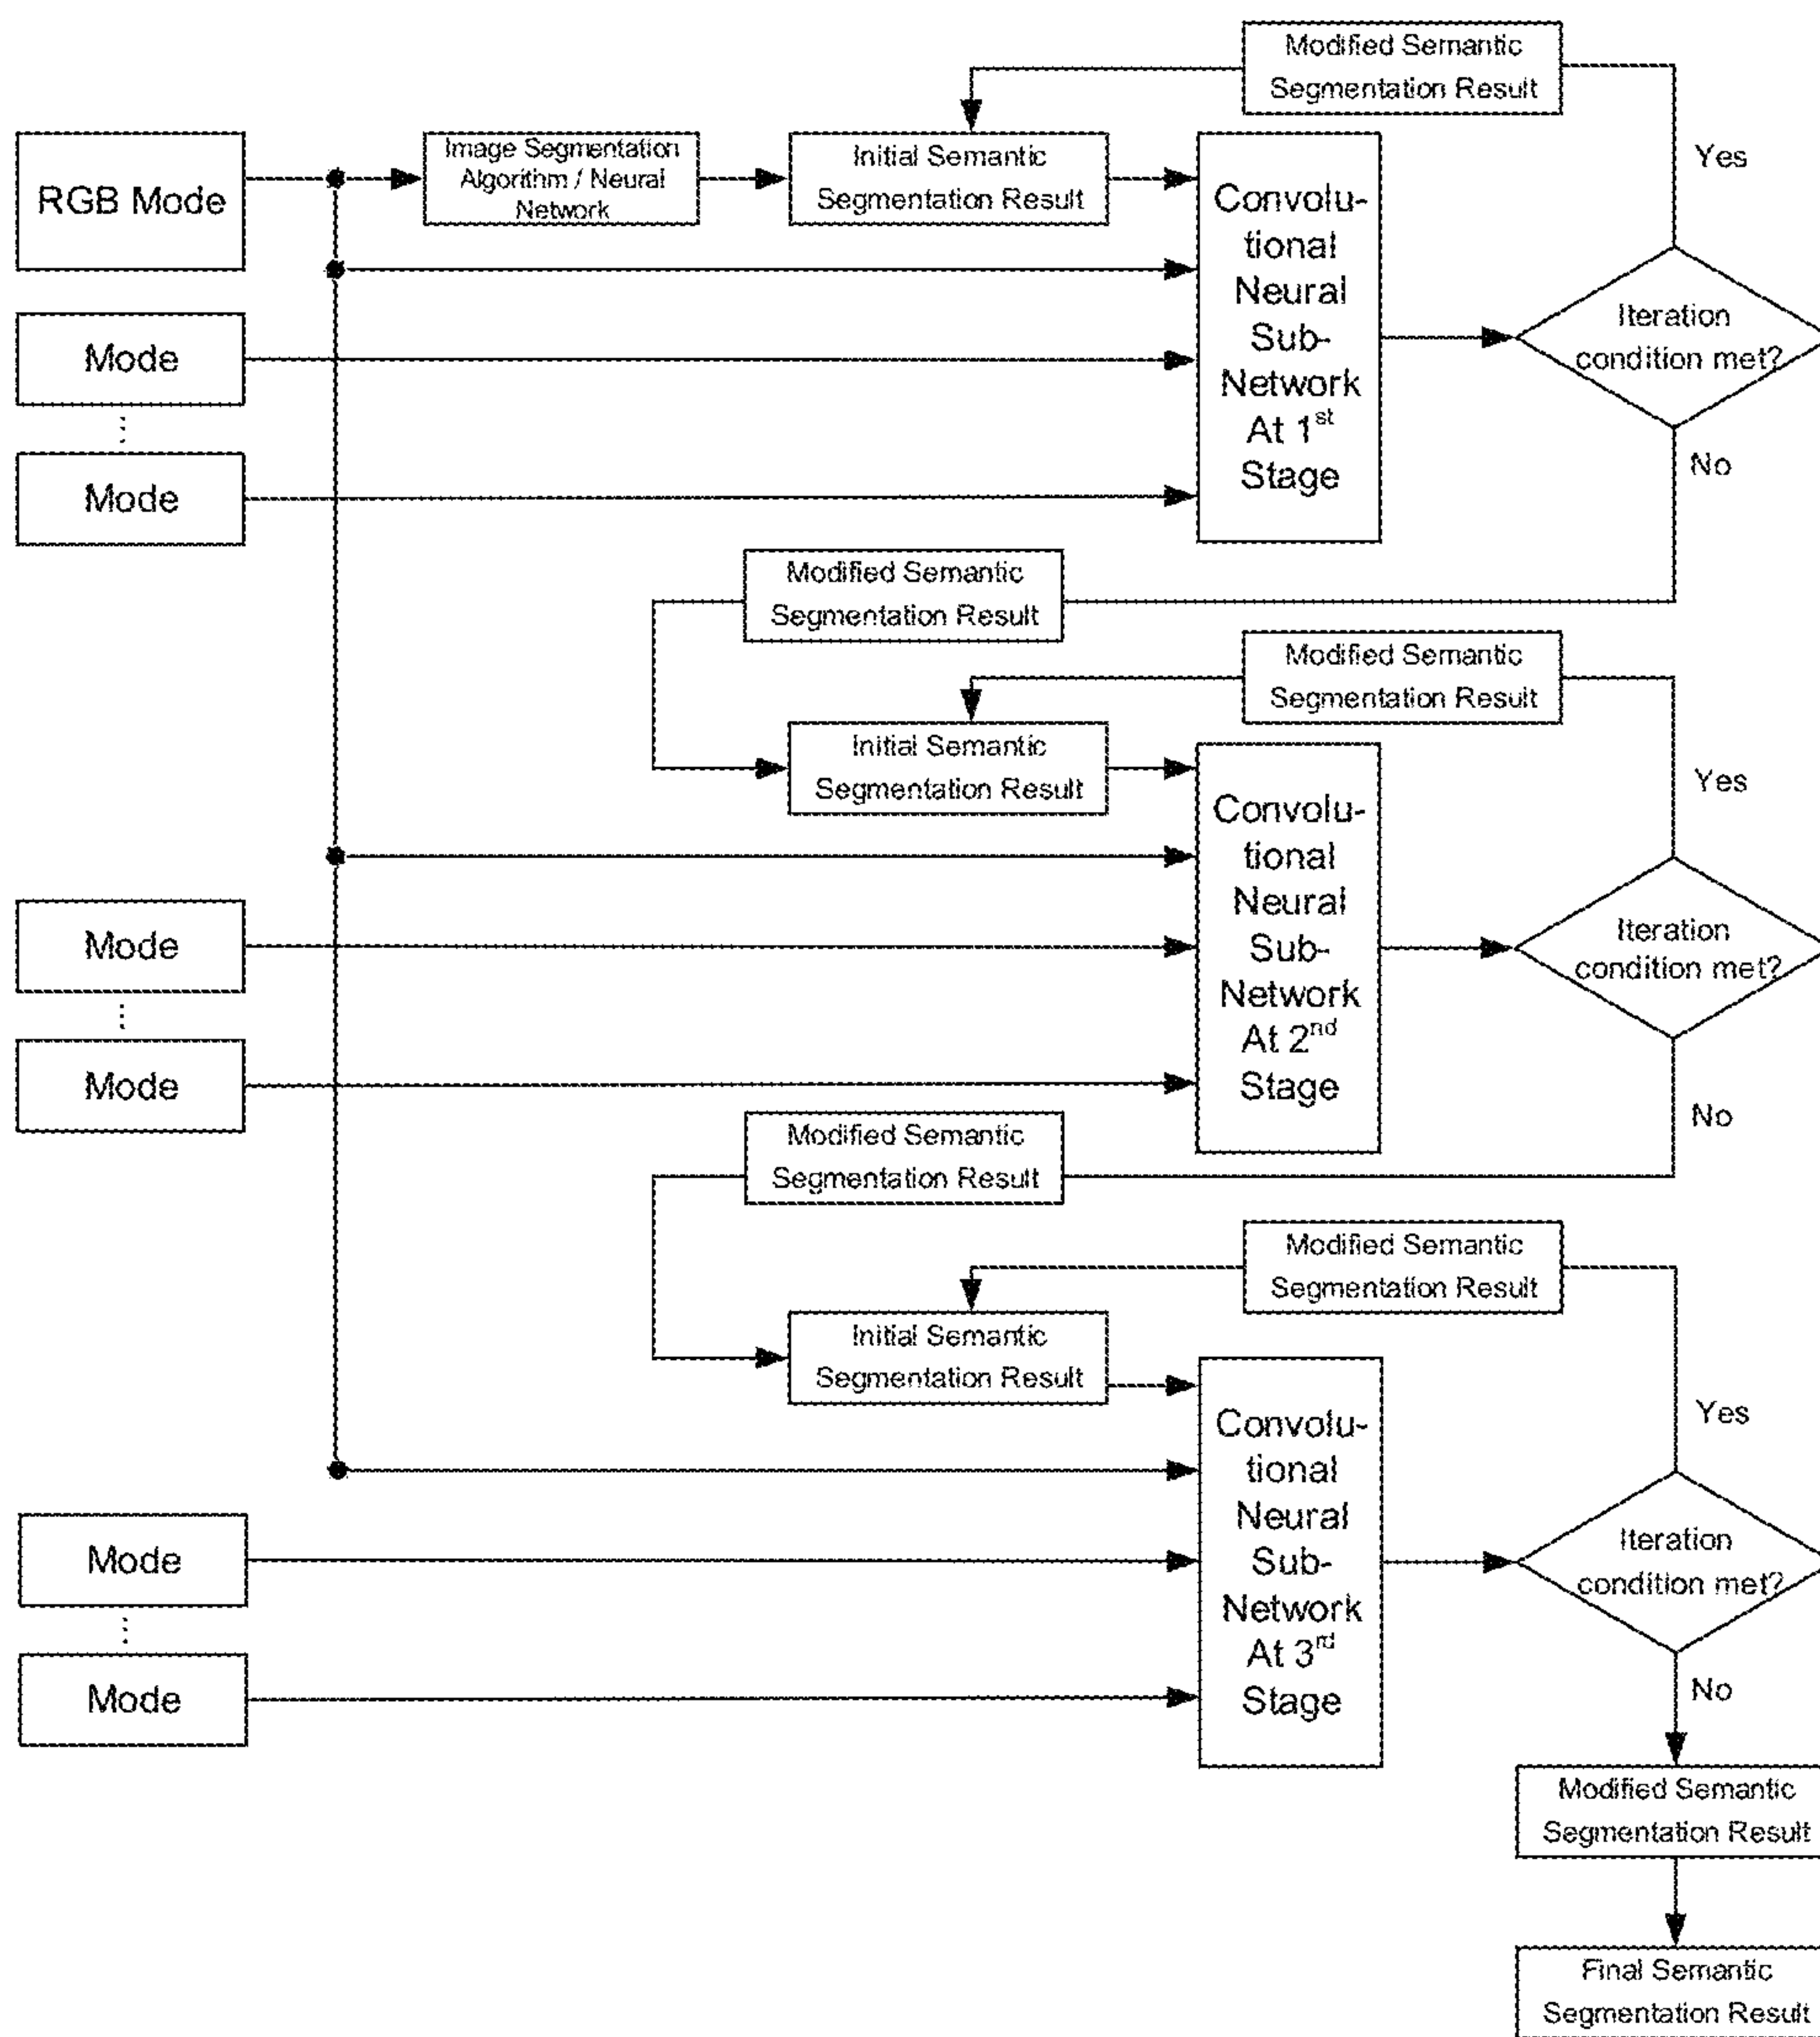 Modified Semantic
Segmentation Result
RGB Mode
Image Segmentation
Algorithm / Neural
Network
Initial Semantic
Segmentation Result
Convolu-
tional
Neural
Sub-
Network
At 1st
Stage
Yes
Iteration
condition met?
No
Mode
Mode
Modified Semantic
Segmentation Result
Modified Semantic
Segmentation Result
Initial Semantic
Segmentation Result
Convolu-
tional
Neural
Sub-
Network
At 2nd
Stage
Yes
Iteration
condition met?
No
Mode
Mode
Modified Semantic
Segmentation Result
Modified Semantic
Segmentation Result
Initial Semantic
Segmentation Result
Convolu-
tional
Neural
Sub-
Network
At 3rd
Stage
Yes
Iteration
condition met?
No
Mode
Mode
Modified Semantic
Segmentation Result
Final Semantic
Segmentation Result